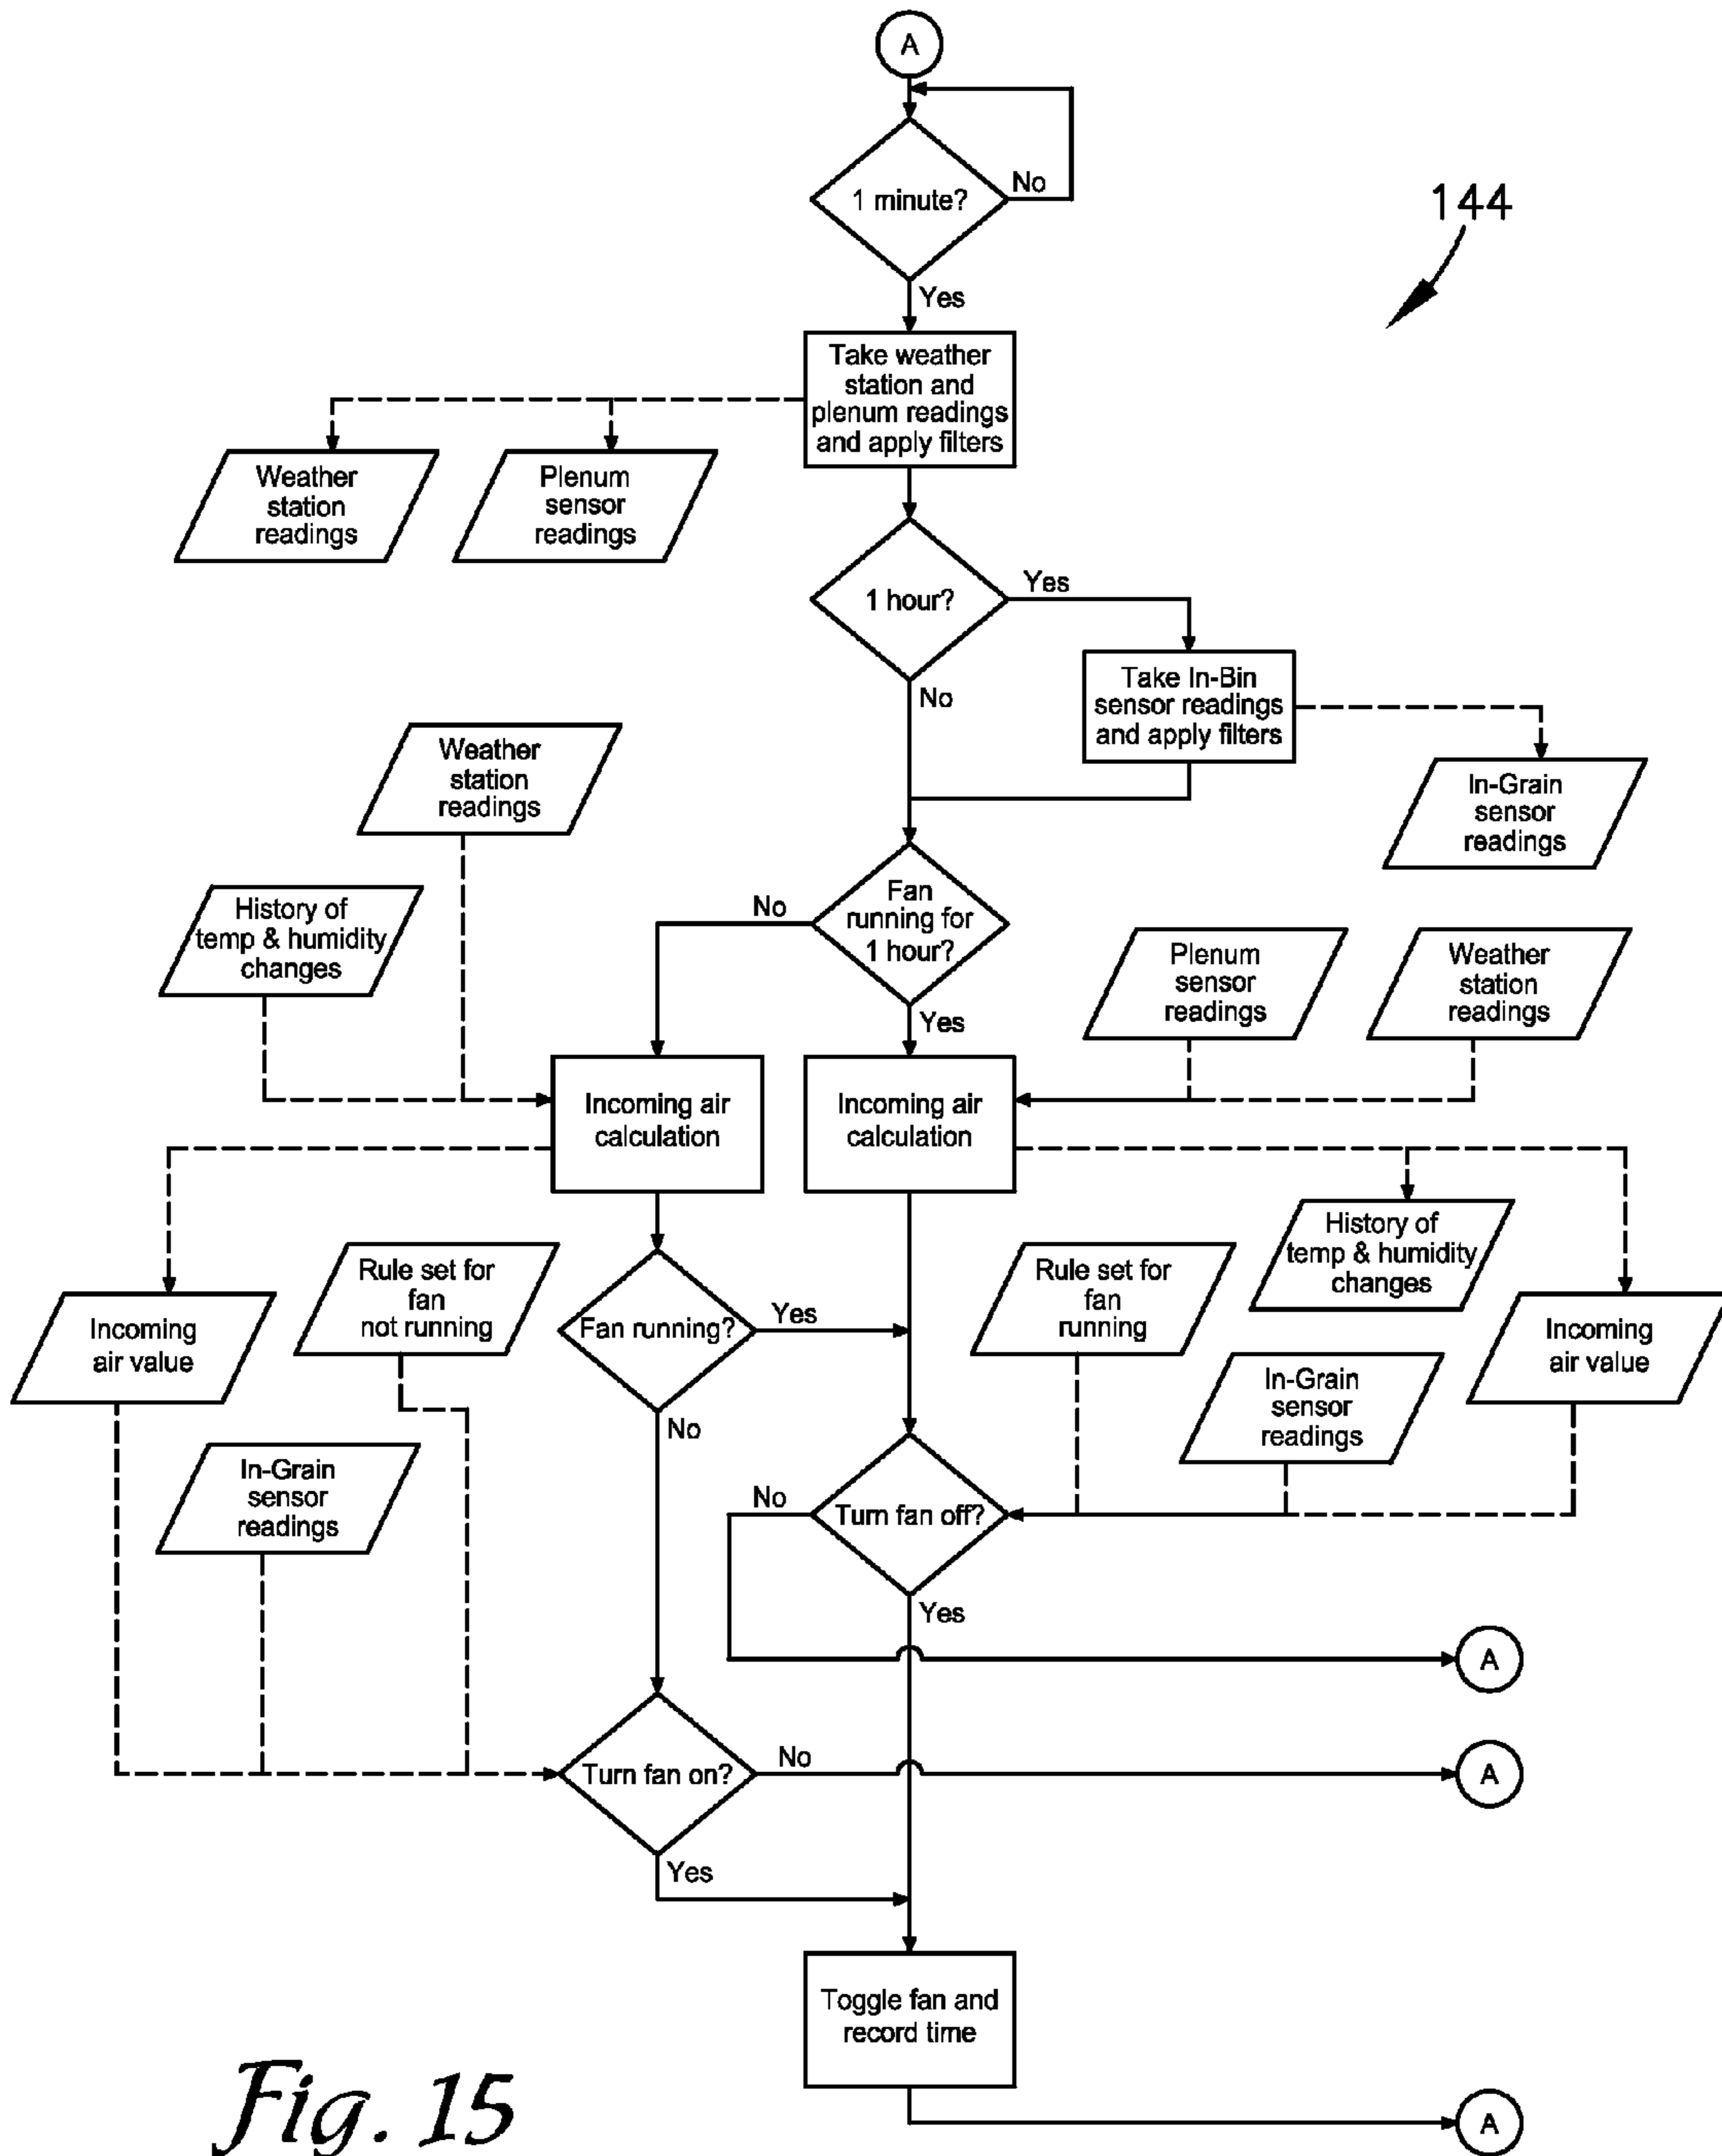 A
1 minute?
No
144
Yes
Take weather
station and
plenum readings
and apply filters
Weather
station
readings
Plenum
sensor
readings
1 hour?
Yes
No
Take In-Bin
sensor readings
and apply filters
In-Grain
sensor
readings
Weather
station
readings
History of
temp & humidity
changes
Fan
running for
1 hour?
No
Yes
Plenum
sensor
readings
Weather
station
readings
Incoming air
calculation
Incoming air
calculation
History of
temp & humidity
changes
Incoming
air value
Rule set for
fan
not running
Fan running?
Yes
No
Rule set for
fan
running
In-Grain
sensor
readings
Incoming
air value
In-Grain
sensor
readings
No
Turn fan off?
Yes
A
Turn fan on?
No
A
Yes
Toggle fan and
record time
A
Fig. 15